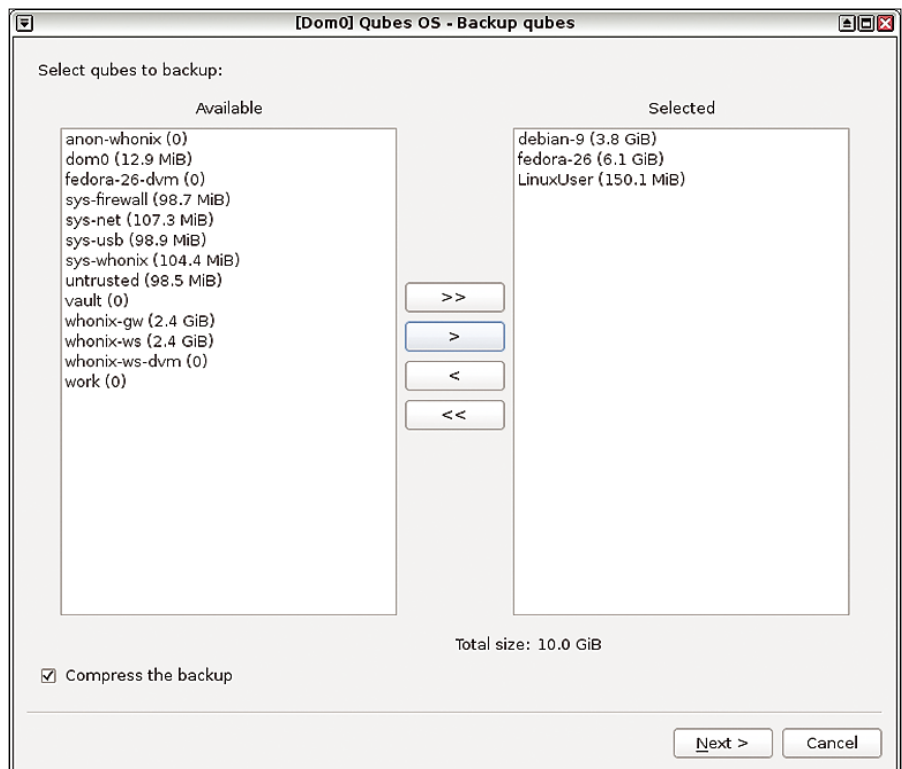 [Dom0] Qubes OS - Backup qubes
Select qubes to backup:
Available
anon-whonix (0)
dom0 (12.9 MiB)
fedora-26-dvm (0)
sys-firewall (98.7 MiB)
sys-net (107.3 MiB)
sys-usb (98.9 MiB)
sys-whonix (104.4 MiB)
untrusted (98.5 MiB)
vault (0)
whonix-gw (2.4 GiB)
whonix-ws (2.4 GiB)
whonix-ws-dvm (0)
work (0)
>>
>
<
<<
Selected
debian-9 (3.8 GiB)
fedora-26 (6.1 GiB)
LinuxUser (150.1 MiB)
Total size: 10.0 GiB
Compress the backup
Next >
Cancel